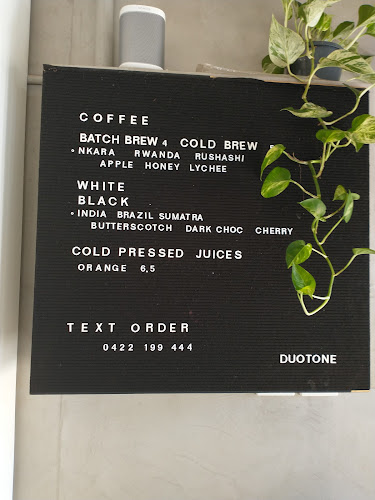 COFFEE
BATCH BREW 4 COLD BREW
NKARA RWANDA RUSHASHI
APPLE HONEY LYCHEE
WHITE
BLACK
INDIA BRAZIL SUMATRA
BUTTERSCOTCH DARK CHOC CHERRY
COLD PRESSED JUICES
ORANGE 6,5
TEXT ORDER
0422 199 444
DUOTONE